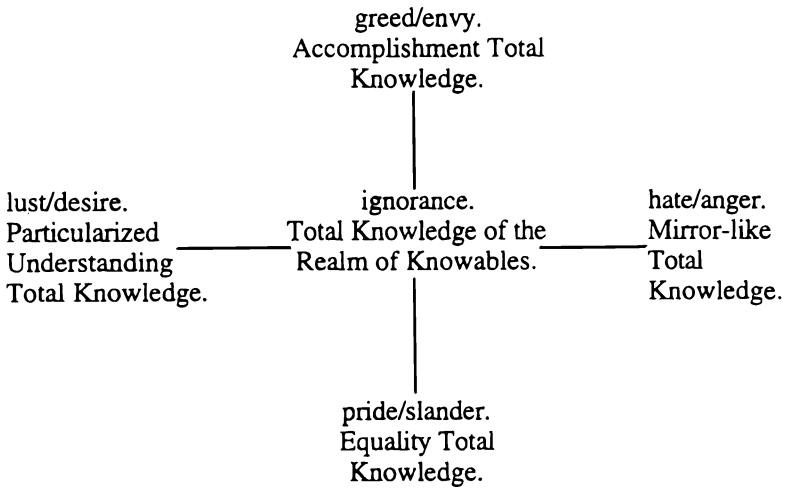 greed/envy.
Accomplishment Total
Knowledge.
lust/desire.
Particularized
Understanding
Total Knowledge.
ignorance.
Total Knowledge of the
Realm of Knowables.
hate/anger.
Mirror-like
Total
Knowledge.
pride/slander.
Equality Total
Knowledge.